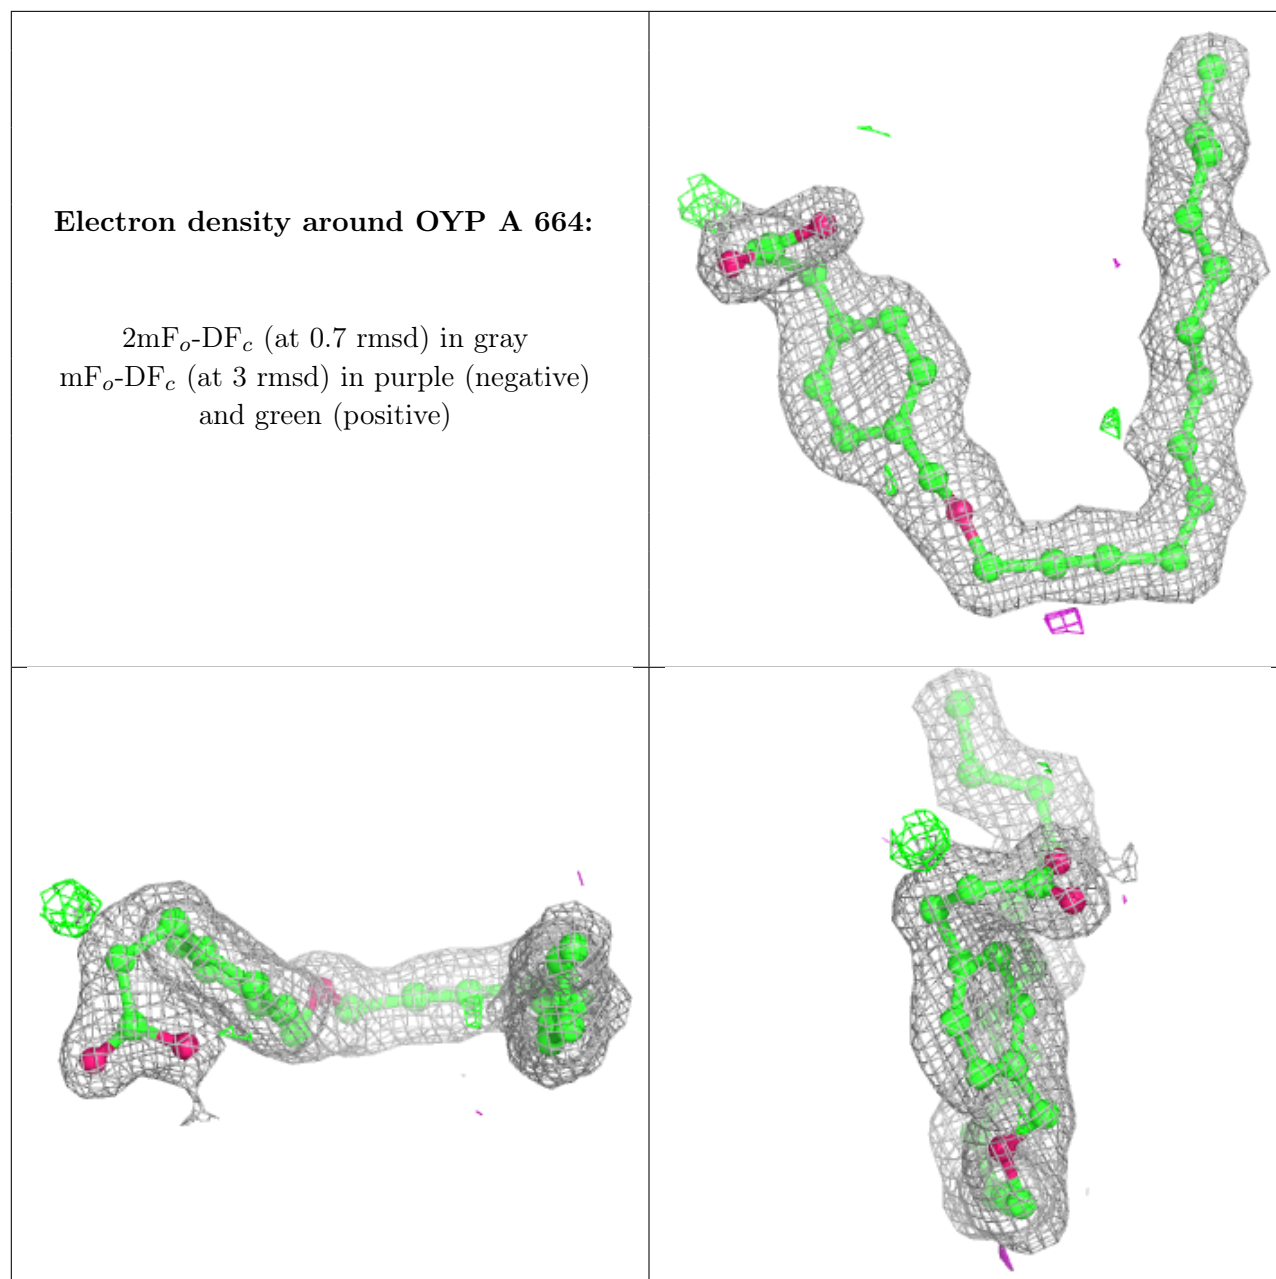 Electron density around OYP A 664:
2mFo-DFc (at 0.7 rmsd) in gray
mFo-DFc (at 3 rmsd) in purple (negative)
and green (positive)